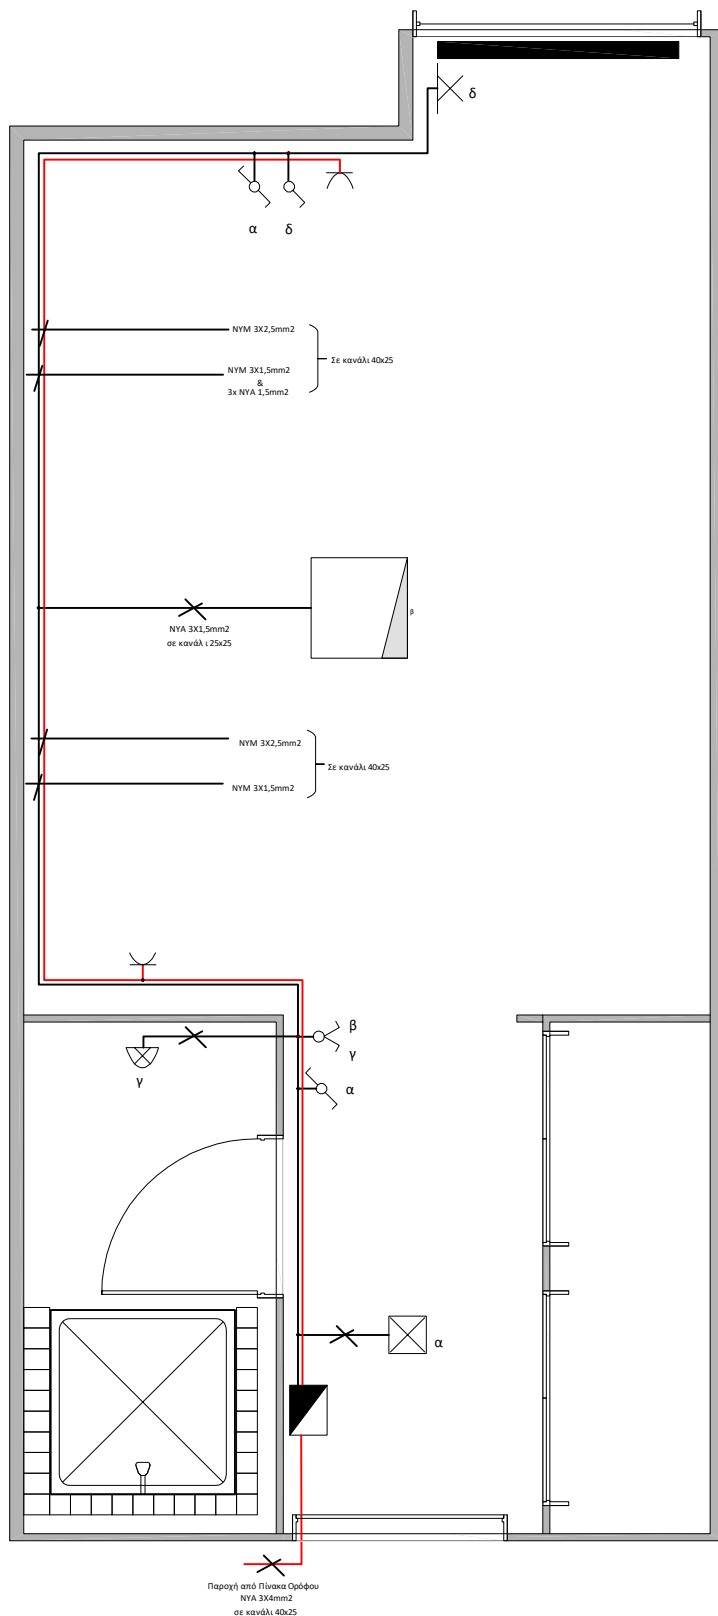 δ
α
δ
NYM 3X2,5mm2
NYM 3X1,5mm2
&
3x NYA 1,5mm2
Σε κανάλι 40x25
β
NYA 3X1,5mm2
σε κανάλ ι 25x25
NYM 3X2,5mm2
Σε κανάλι 40x25
NYM 3X1,5mm2
β
γ
γ
α
α
Παροχή από Πίνακα Ορόφου
NYA 3X4mm2
σε κανάλι 40x25